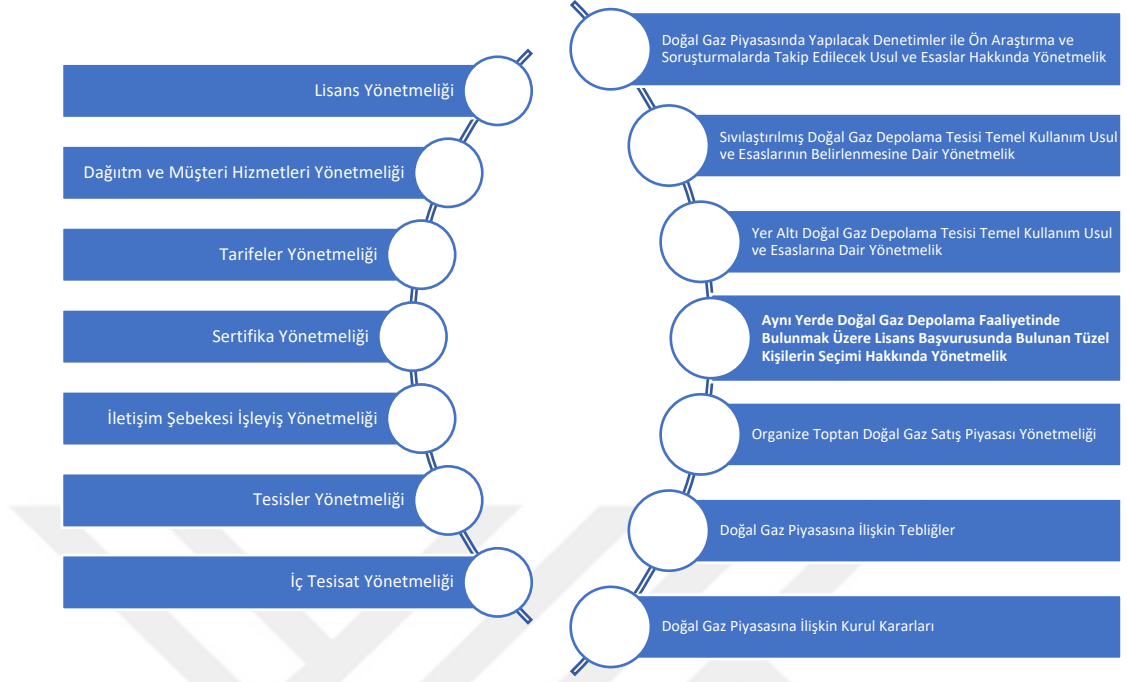 Lisans Yönetmeliği
Dağııtm ve Müşteri Hizmetleri Yönetmeliği
Tarifeler Yönetmeliği
Sertifika Yönetmeliği
İletişim Şebekesi İşleyiş Yönetmeliği
Tesisler Yönetmeliği
İç Tesisat Yönetmeliği
Doğal Gaz Piyasasında Yapılacak Denetimler ile Ön Araştırma ve
Soruşturmalarda Takip Edilecek Usul ve Esaslar Hakkında Yönetmelik
Sıvılaştırılmış Doğal Gaz Depolama Tesisi Temel Kullanım Usul
ve Esaslarının Belirlenmesine Dair Yönetmelik
Yer Altı Doğal Gaz Depolama Tesisi Temel Kullanım Usul
ve Esaslarına Dair Yönetmelik
Aynı Yerde Doğal Gaz Depolama Faaliyetinde
Bulunmak Üzere Lisans Başvurusunda Bulunan Tüzel
Kişilerin Seçimi Hakkında Yönetmelik
Organize Toptan Doğal Gaz Satış Piyasası Yönetmeliği
Doğal Gaz Piyasasına İlişkin Tebliğler
Doğal Gaz Piyasasına İlişkin Kurul Kararları